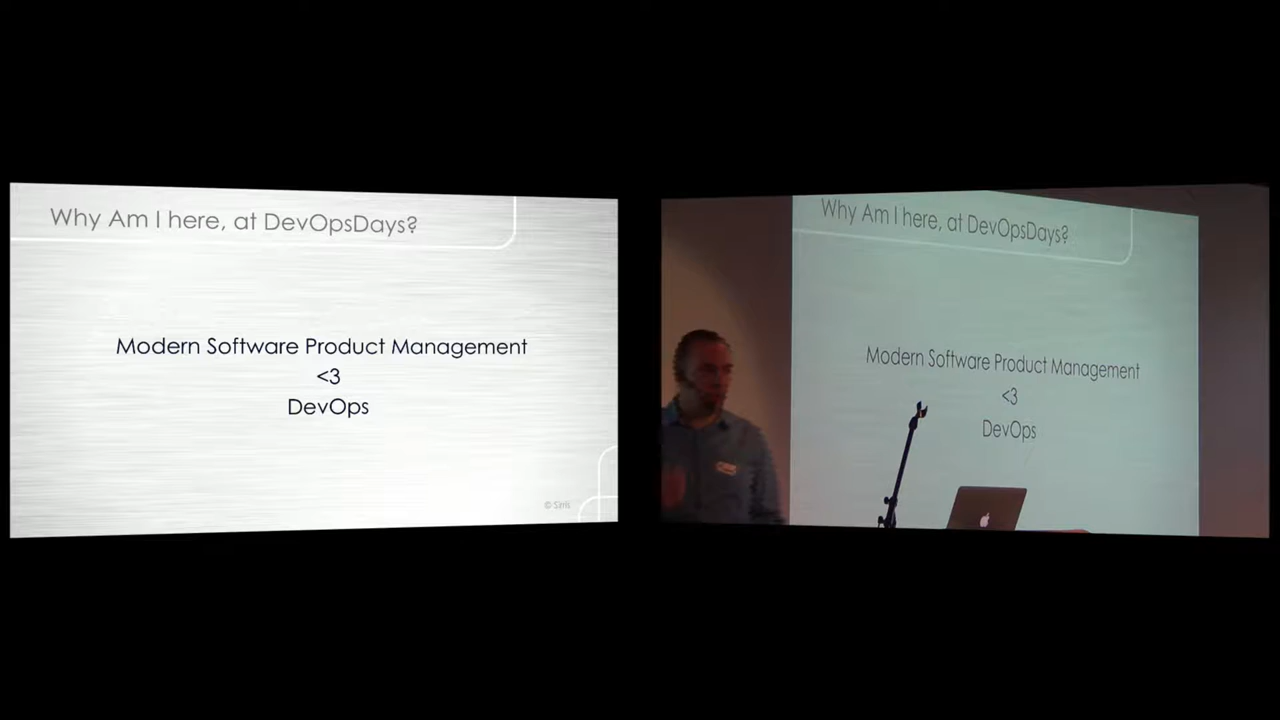 Why Am I here, at DevOpsDays?
Modern Software Product Management
<3
DevOps
Why Am I here, at DevOpsDays?
Modern Software Product Management
<3
DevOps